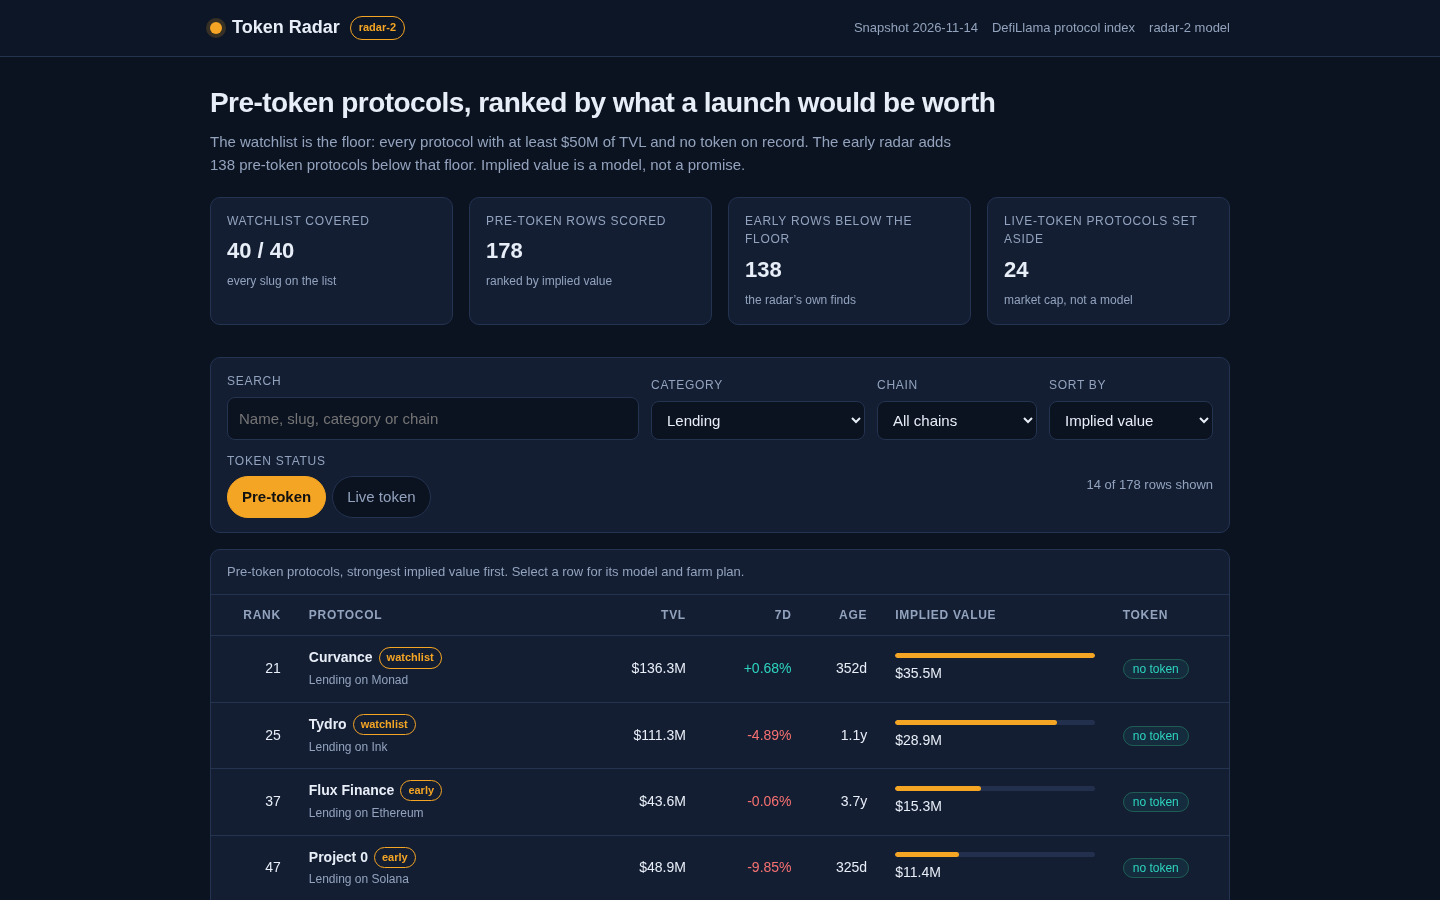 Token Radar radar-2
Snapshot 2026-11-14 DefiLlama protocol index radar-2 model
Pre-token protocols, ranked by what a launch would be worth
The watchlist is the floor: every protocol with at least $50M of TVL and no token on record. The early radar adds
138 pre-token protocols below that floor. Implied value is a model, not a promise.
WATCHLIST COVERED
40 / 40
every slug on the list
PRE-TOKEN ROWS SCORED
178
ranked by implied value
EARLY ROWS BELOW THE
FLOOR
138
the radar’s own finds
LIVE-TOKEN PROTOCOLS SET
ASIDE
24
market cap, not a model
SEARCH
Name, slug, category or chain
CATEGORY
Lending
CHAIN
All chains
SORT BY
Implied value
TOKEN STATUS
Pre-token Live token
14 of 178 rows shown
Pre-token protocols, strongest implied value first. Select a row for its model and farm plan.
RANK PROTOCOL TVL 7D AGE IMPLIED VALUE TOKEN
21 Curvance watchlist $136.3M +0.68% 352d $35.5M no token
Lending on Monad
25 Tydro watchlist $111.3M -4.89% 1.1y $28.9M no token
Lending on Ink
37 Flux Finance early $43.6M -0.06% 3.7y $15.3M no token
Lending on Ethereum
47 Project 0 early $48.9M -9.85% 325d $11.4M no token
Lending on Solana